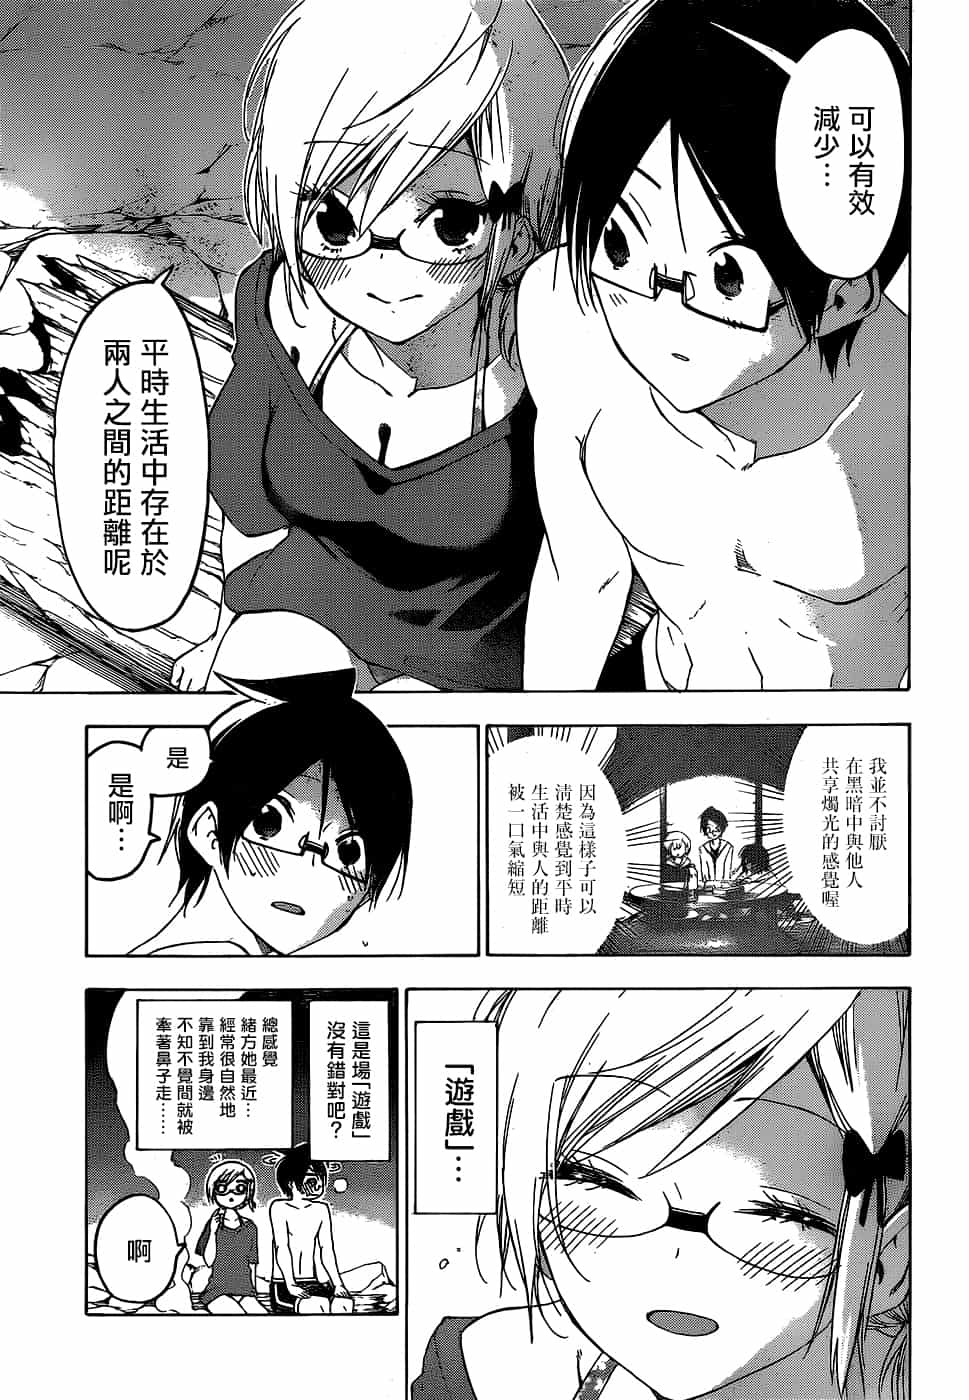 可以有效
減少…
平時生活中存在於
兩人之間的距離呢
我並不討厭
在黑暗中與他人
共享燭光的感覺喔
因為這樣子可以
清楚感覺到平時
生活中與人的距離
被一口氣縮短
是
是啊…
「遊戲」…
這是場「遊戲」
沒有錯對吧？
總感覺
緒方她最近…
經常很自然地
靠到我身邊
不知不覺間就被
牽著鼻子走……
啊